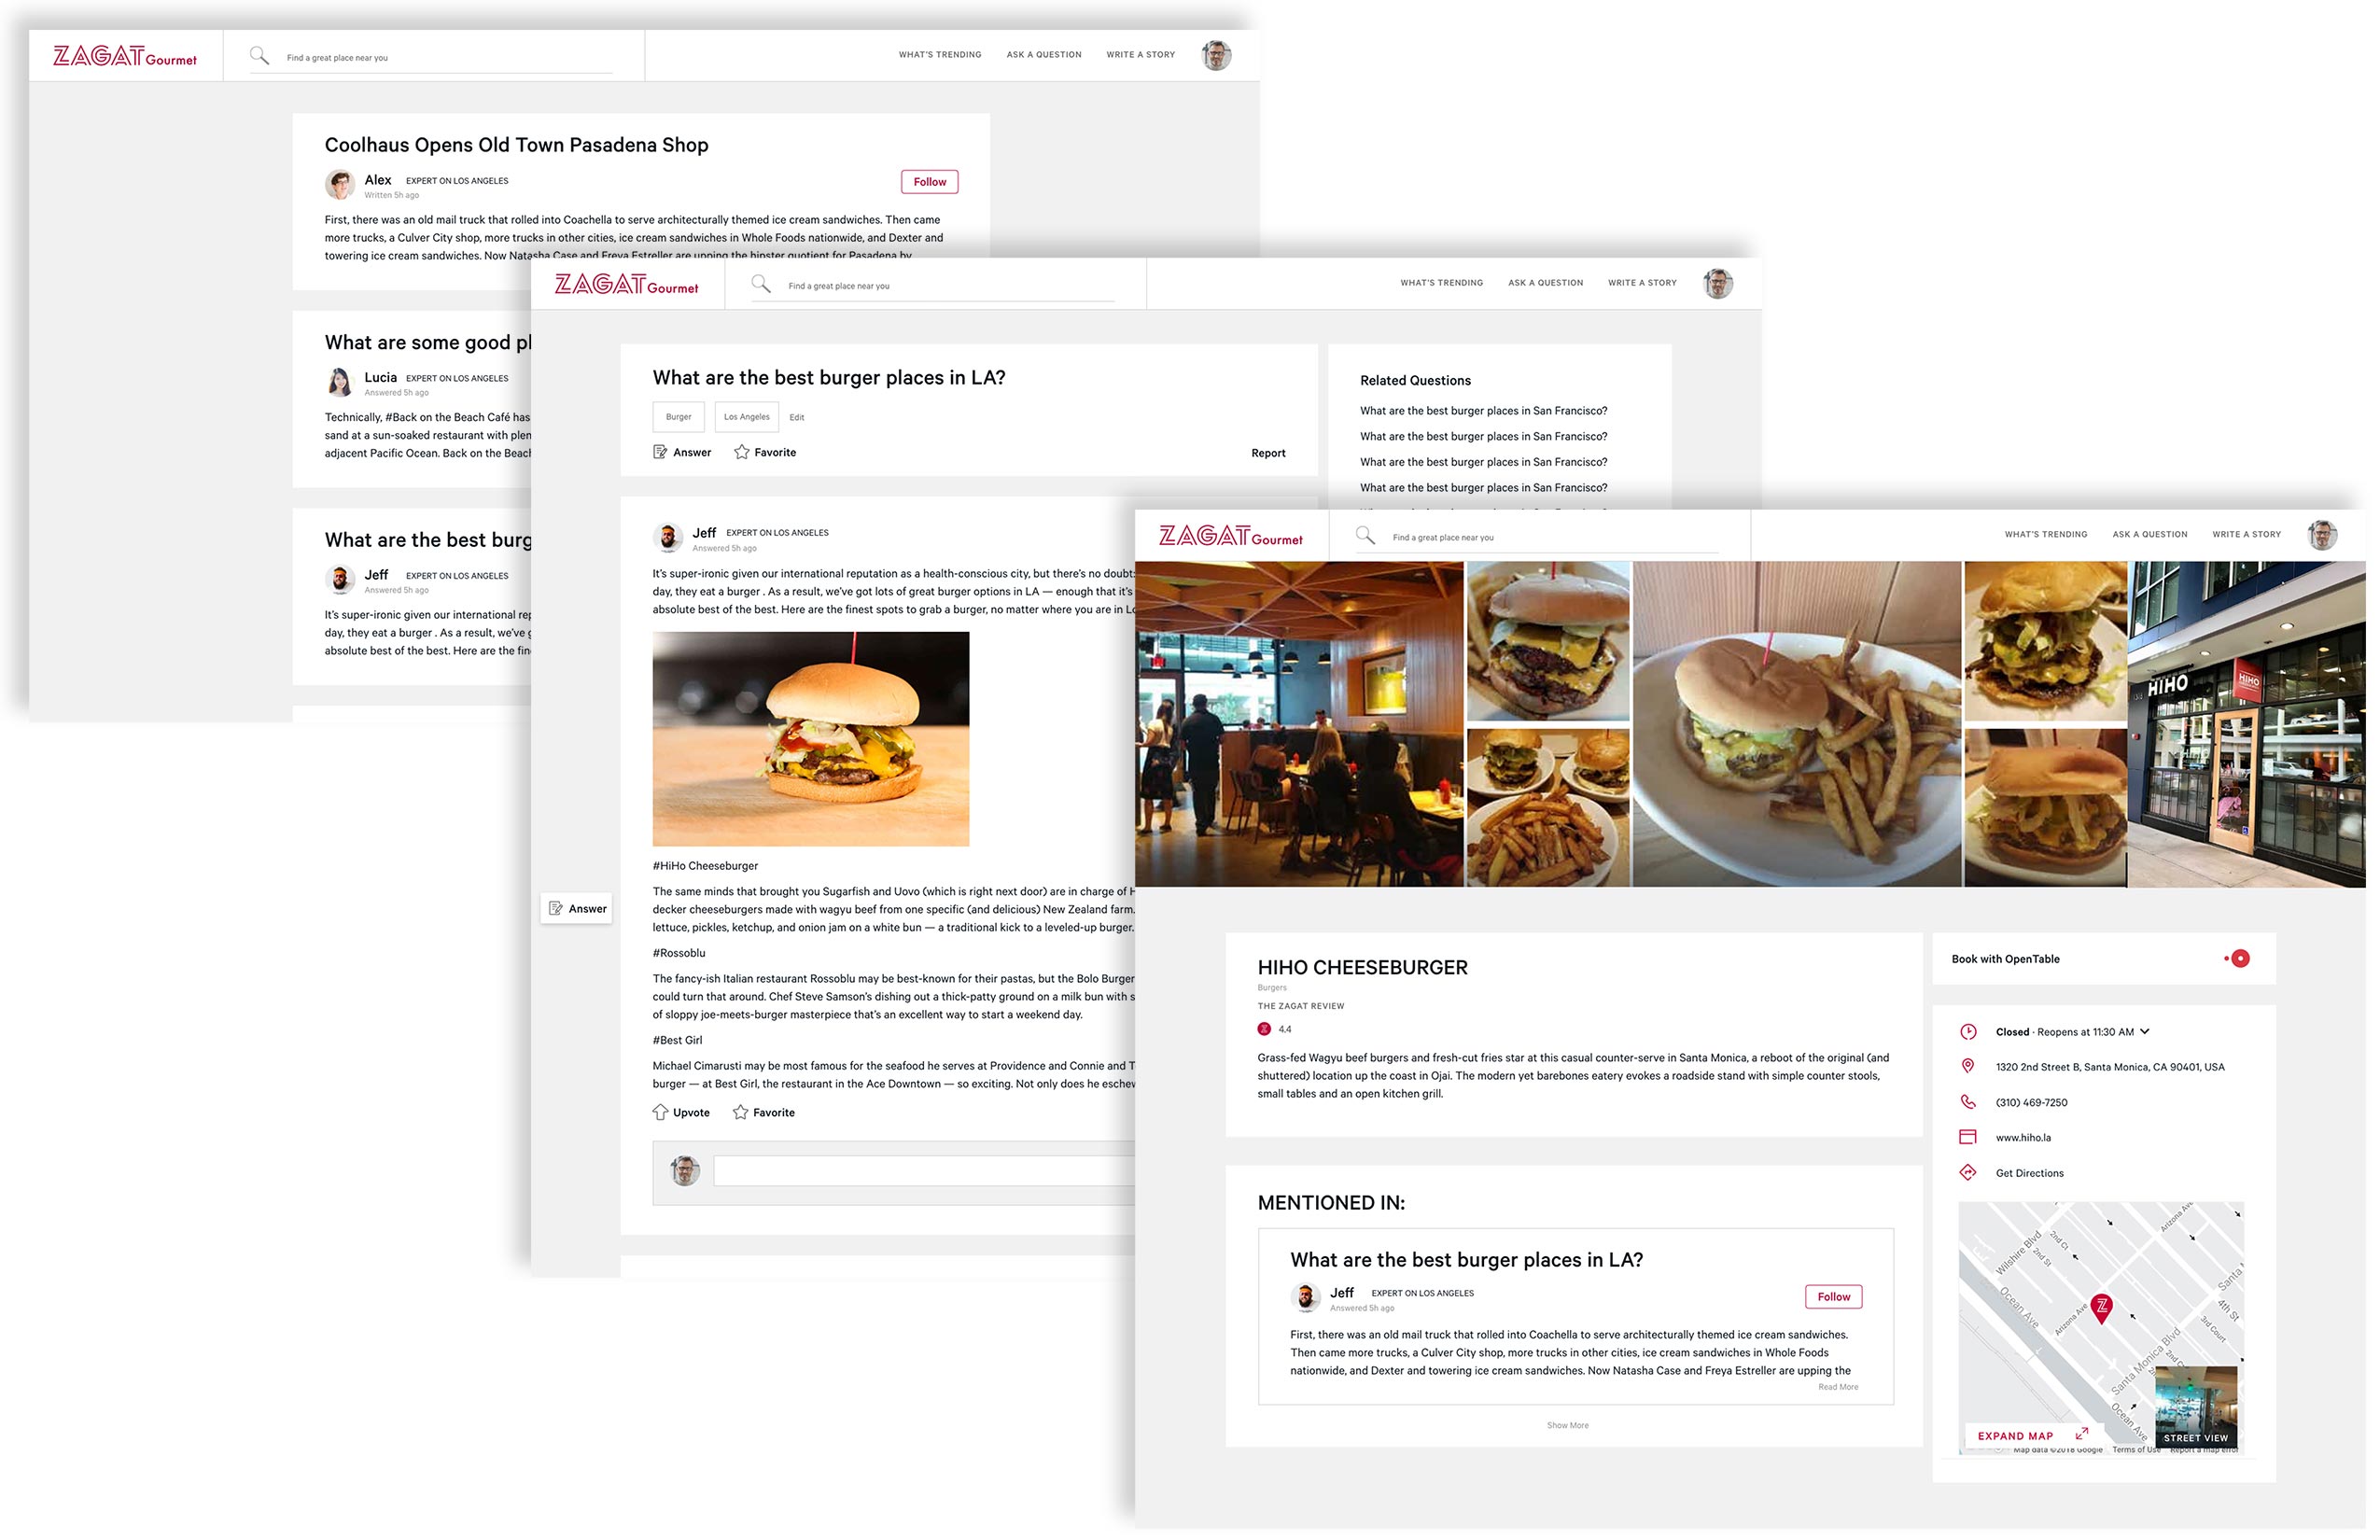 ZAGAT Gourmet
Find a great place near you
WHAT'S TRENDING
ASK A QUESTION
WRITE A STORY
Coolhaus Opens Old Town Pasadena Shop
Alex EXPERT ON LOS ANGELES
Written 5h ago
Follow
First, there was an old mail truck that rolled into Coachella to serve architecturally themed ice cream sandwiches. Then came
more trucks, a Culver City shop, more trucks in other cities, ice cream sandwiches in Whole Foods nationwide, and Dexter and
towering ice cream sandwiches. Now Natasha Case and Freya Estreller are upping the hipster quotient for Pasadena by
What are some good pl
Lucia EXPERT ON LOS ANGELES
Answered 5h ago
Technically, #Back on the Beach Café has
sand at a sun-soaked restaurant with plen
adjacent Pacific Ocean. Back on the Beach
What are the best burg
Jeff EXPERT ON LOS ANGELES
Answered 5h ago
It's super-ironic given our international rep
day, they eat a burger . As a result, we've g
absolute best of the best. Here are the fin
ZAGAT Gourmet
Find a great place near you
WHAT'S TRENDING
ASK A QUESTION
WRITE A STORY
What are the best burger places in LA?
Burger
Los Angeles
Edit
Answer
Favorite
Report
Related Questions
What are the best burger places in San Francisco?
What are the best burger places in San Francisco?
What are the best burger places in San Francisco?
What are the best burger places in San Francisco?
Jeff EXPERT ON LOS ANGELES
Answered 5h ago
It's super-ironic given our international reputation as a health-conscious city, but there's no doubt:
day, they eat a burger . As a result, we've got lots of great burger options in LA — enough that it's
absolute best of the best. Here are the finest spots to grab a burger, no matter where you are in Lo
#HiHo Cheeseburger
The same minds that brought you Sugarfish and Uovo (which is right next door) are in charge of H
decker cheeseburgers made with wagyu beef from one specific (and delicious) New Zealand farm.
lettuce, pickles, ketchup, and onion jam on a white bun — a traditional kick to a leveled-up burger.
#Rossoblu
The fancy-ish Italian restaurant Rossoblu may be best-known for their pastas, but the Bolo Burger
could turn that around. Chef Steve Samson's dishing out a thick-patty ground on a milk bun with s
of sloppy joe-meets-burger masterpiece that's an excellent way to start a weekend day.
#Best Girl
Michael Cimarusti may be most famous for the seafood he serves at Providence and Connie and T
burger — at Best Girl, the restaurant in the Ace Downtown — so exciting. Not only does he eschew
Upvote
Favorite
Answer
ZAGAT Gourmet
Find a great place near you
WHAT'S TRENDING
ASK A QUESTION
WRITE A STORY
HIHO
HIHO
HIHO CHEESEBURGER
Burgers
THE ZAGAT REVIEW
4.4
Grass-fed Wagyu beef burgers and fresh-cut fries star at this casual counter-serve in Santa Monica, a reboot of the original (and
shuttered) location up the coast in Ojai. The modern yet barebones eatery evokes a roadside stand with simple counter stools,
small tables and an open kitchen grill.
MENTIONED IN:
What are the best burger places in LA?
Jeff EXPERT ON LOS ANGELES
Answered 5h ago
Follow
First, there was an old mail truck that rolled into Coachella to serve architecturally themed ice cream sandwiches.
Then came more trucks, a Culver City shop, more trucks in other cities, ice cream sandwiches in Whole Foods
nationwide, and Dexter and towering ice cream sandwiches. Now Natasha Case and Freya Estreller are upping the
Read More
Show More
Book with OpenTable
Closed · Reopens at 11:30 AM
1320 2nd Street B, Santa Monica, CA 90401, USA
(310) 469-7250
www.hiho.la
Get Directions
Arizona Ave
Wilshire Blvd
2nd Ct
2nd St
Ocean Ave
Arizona Ave
Santa
4th St
3rd Court
Santa Monica Blvd
2nd C
Ocean Ave
Z
EXPAND MAP
STREET VIEW
Map data ©2018 Google
Terms of Use
Report a map error